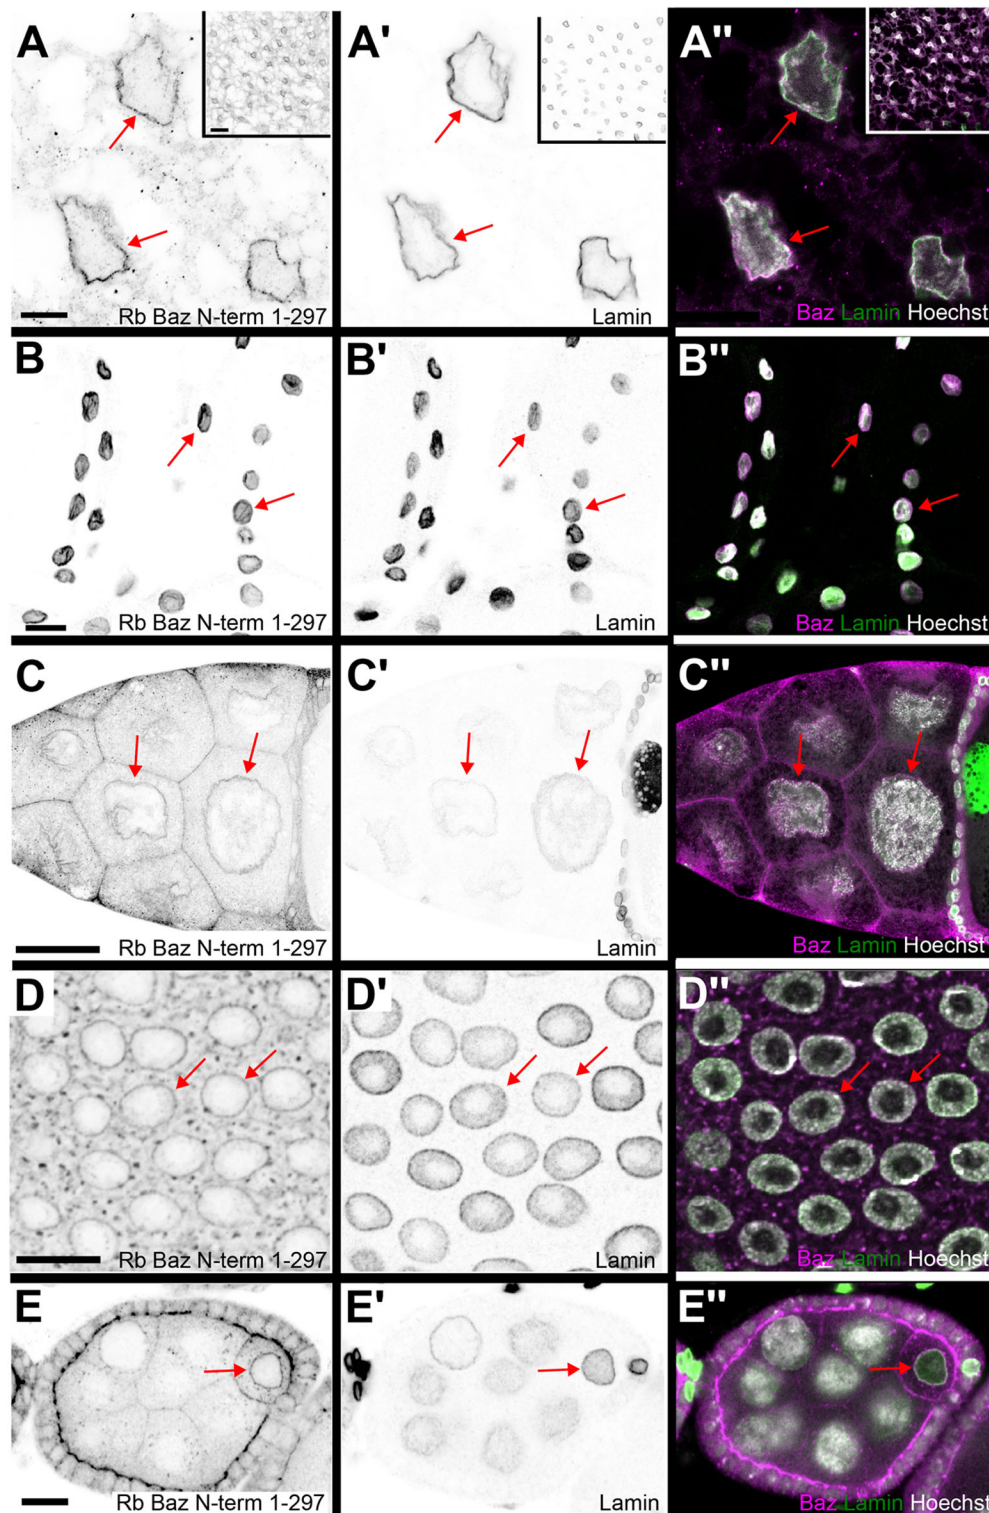 A
Rb Baz N-term 1-297
A'
Lamin
A"
Baz Lamin Hoechst
B
Rb Baz N-term 1-297
B'
Lamin
B"
Baz Lamin Hoechst
C
Rb Baz N-term 1-297
C'
Lamin
C"
Baz Lamin Hoechst
D
Rb Baz N-term 1-297
D'
Lamin
D"
Baz Lamin Hoechst
E
Rb Baz N-term 1-297
E'
Lamin
E"
Baz Lamin Hoechst